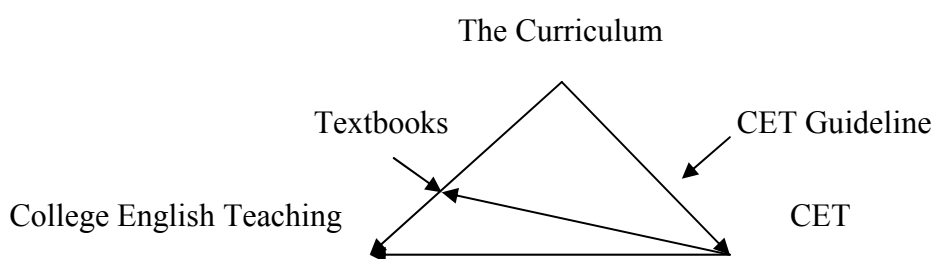 The Curriculum
Textbooks CET Guideline
College English Teaching CET